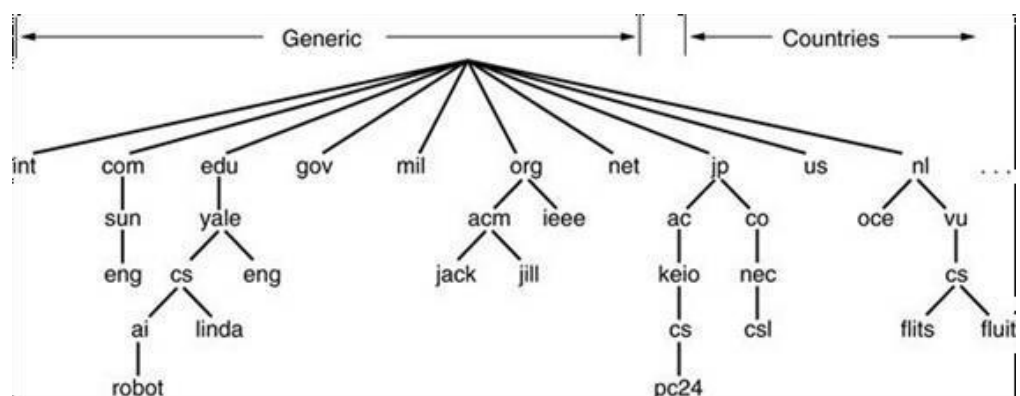 Generic Countries
int com edu gov mil org net jp us nl ...
sun yale acm ieee ac co oce vu
eng cs eng jack jill keio nec cs
ai linda cs csl flits fluit
robot pc24